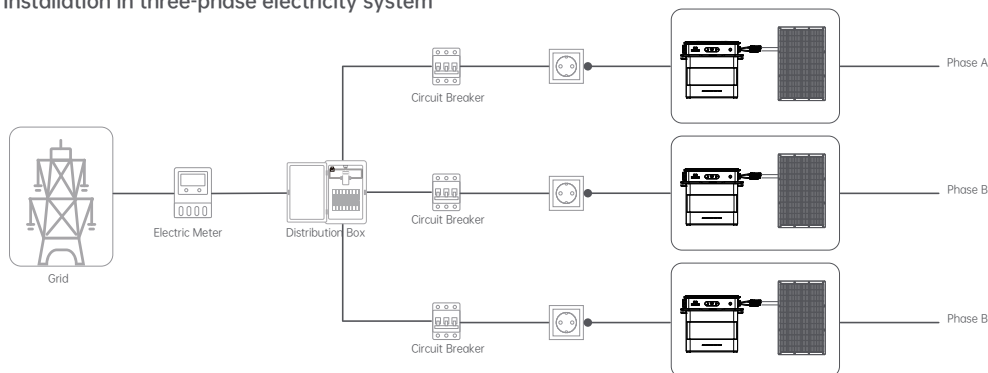 Installation in three-phase electricity system
Phase A
Circuit Breaker
Phase B
Circuit Breaker
Electric Meter
Distribution Box
Grid
Phase B
Circuit Breaker